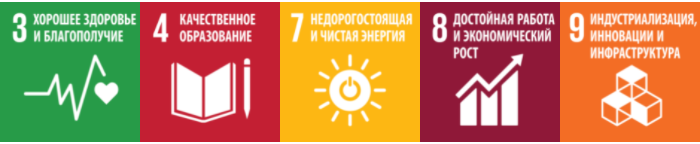 3 ХОРОШЕЕ ЗДОРОВЬЕ
И БЛАГОПОЛУЧИЕ
4 КАЧЕСТВЕННОЕ
ОБРАЗОВАНИЕ
7 НЕДОРОГОСТОЯЩАЯ
И ЧИСТАЯ ЭНЕРГИЯ
8 ДОСТОЙНАЯ РАБОТА
И ЭКОНОМИЧЕСКИЙ
РОСТ
9 ИНДУСТРИАЛИЗАЦИЯ,
ИННОВАЦИИ И
ИНФРАСТРУКТУРА